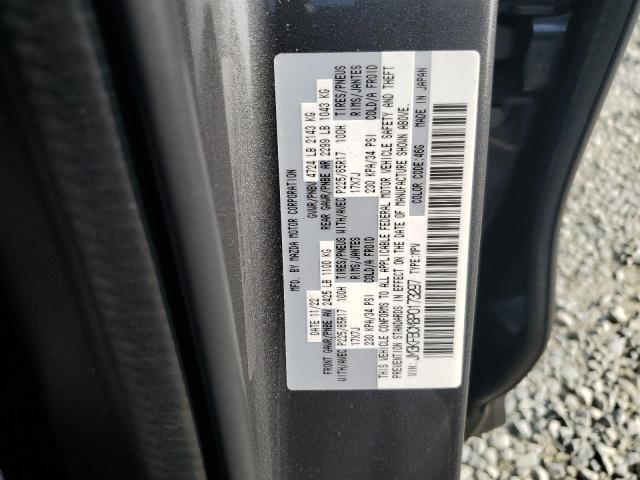 MFD. BY MAZDA MOTOR CORPORATION
DATE 11/22 GVWR/PNBV 4724 LB 2143 KG
FRONT GAWR/PNBE AV 2425 LB 1100 KG REAR GAWR/PNBE AR 2299 LB 1043 KG
WITH/AVEC P225/65R17 100H TIRES/PNEUS WITH/AVEC P225/65R17 100H TIRES/PNEUS
17X7J RIMS/JANTES 17X7J RIMS/JANTES
230 KPA/34 PSI COLD/A FROID 230 KPA/34 PSI COLD/A FROID
THIS VEHICLE CONFORMS TO ALL APPLICABLE FEDERAL MOTOR VEHICLE SAFETY AND THEFT
PREVENTION STANDARDS IN EFFECT ON THE DATE OF MANUFACTURE SHOWN ABOVE.
VIN: JM3KFBCM8P0173297 TYPE:MPV COLOR CODE:46G MADE IN JAPAN